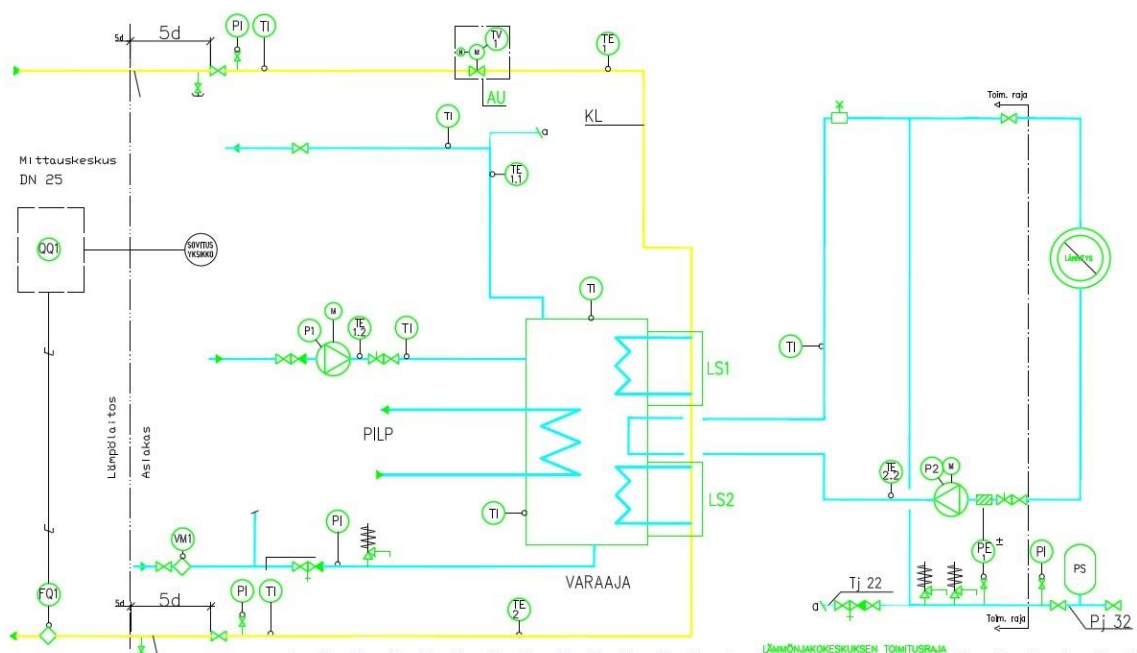 5d
5d
PI
TI
TV
1
H
M
AU
TE
1
KL
TI
a
TE
1.1
Toim. raja
Mittauskeskus
DN 25
QQ1
SOVITUS
YKSIKKÖ
LÄMMITYS
TI
P1
M
TE
1.2
TI
TI
LS1
Lämpölaitos
Asiakas
PILP
TE
2.2
P2
M
LS2
TI
VM1
PI
VARAAJA
PE
1
±
PI
PS
FQ1
5d
5d
PI
TI
TE
2
a
Tj 22
Pj 32
Toim. raja
LÄMMÖNJAKOKESKUKSEN TOIMITUSRAJA